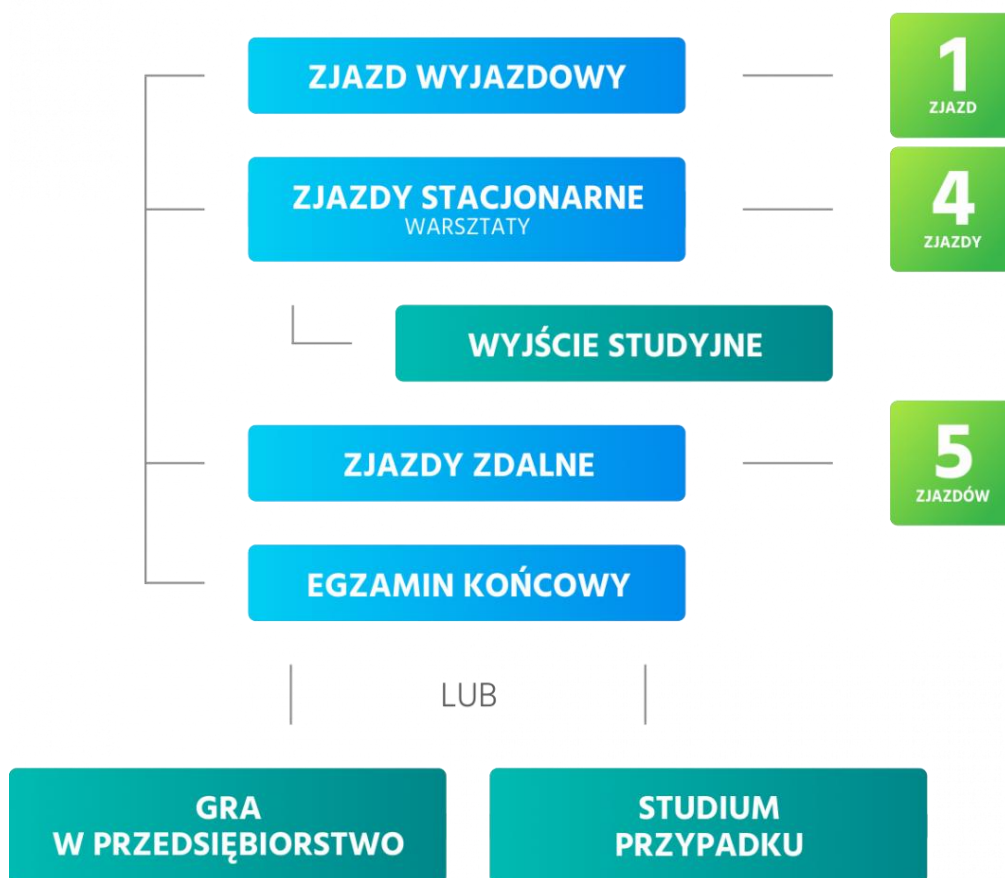 ZJAZD WYJAZDOWY
1
ZJAZD
ZJAZDY STACJONARNE
WARSZTATY
4
ZJAZDY
WYJŚCIE STUDYJNE
ZJAZDY ZDALNE
5
ZJAZDÓW
EGZAMIN KOŃCOWY
LUB
GRA
W PRZEDSIĘBIORSTWO
STUDIUM
PRZYPADKU